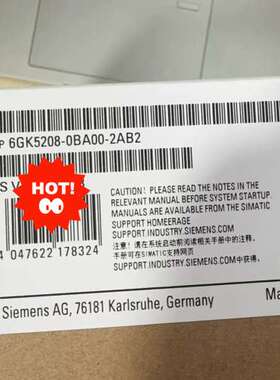 P 6GK5208-0BA00-2AB2
S V
HOT!
CAUTION: PLEASE READ THE NOTES IN THE
RELEVANT MANUAL BEFORE SYSTEM STARTUP.
MANUALS ARE AVAILABLE FROM THE SIMATIC
SUPPORT HOMEERAGE
SUPPORT.INDUSTRY.SIEMENS.COM
注意! 请在系统启动前阅读相关手册中的注释。
手册可在SIMATIC支持网页
SUPPORT.INDUSTRY.SIEMENS.COM中获得。
4 047622 178324
Siemens AG, 76181 Karlsruhe, Germany
Ma